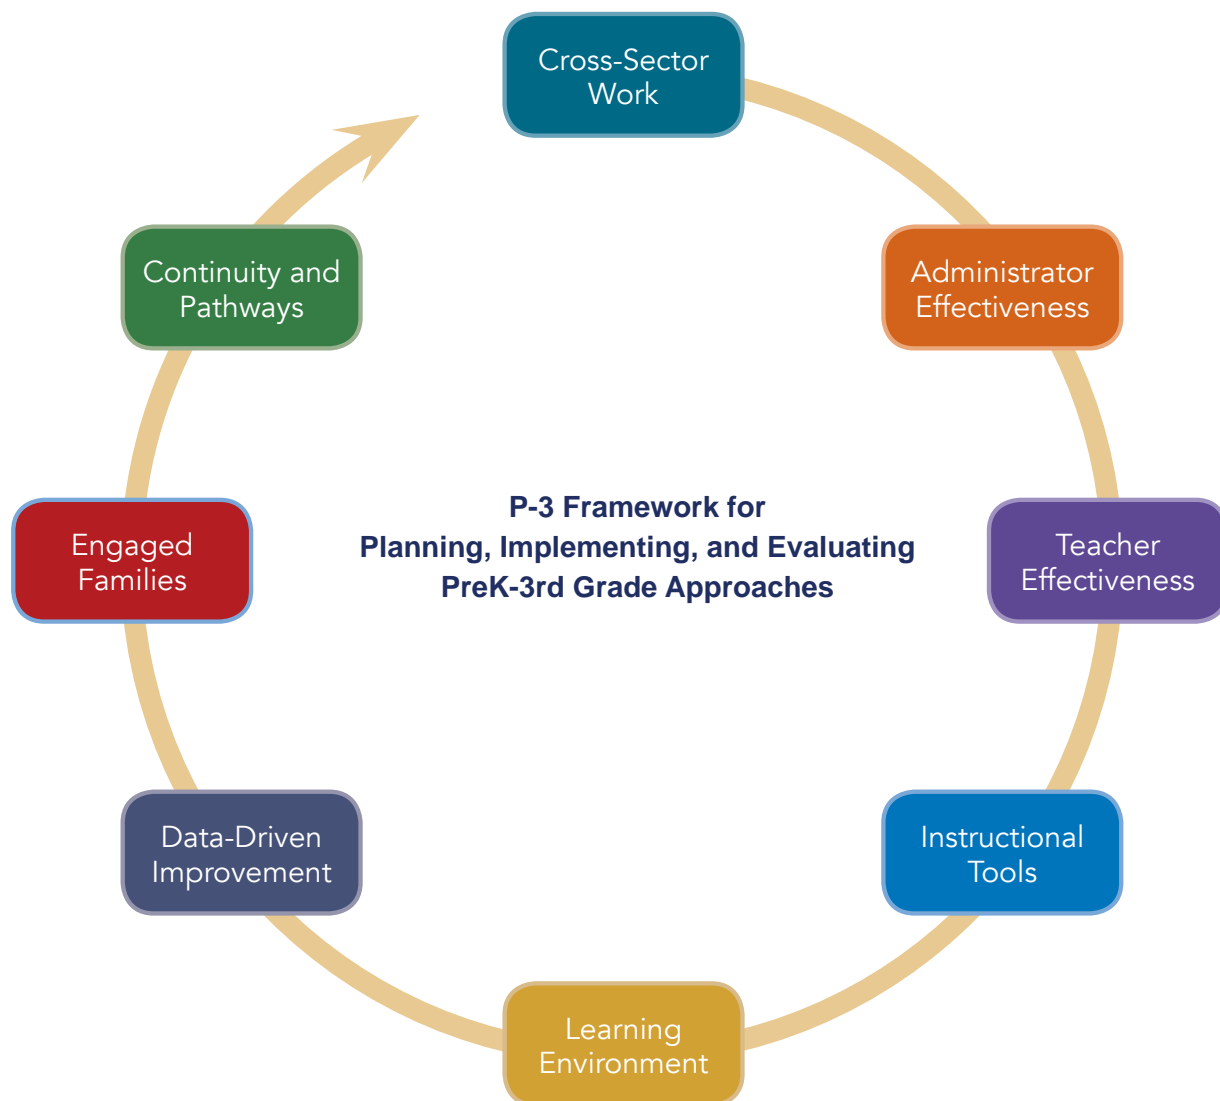 Cross-Sector
Work
Administrator
Effectiveness
Teacher
Effectiveness
Instructional
Tools
Learning
Environment
Data-Driven
Improvement
Engaged
Families
Continuity and
Pathways
P-3 Framework for
Planning, Implementing, and Evaluating
PreK-3rd Grade Approaches